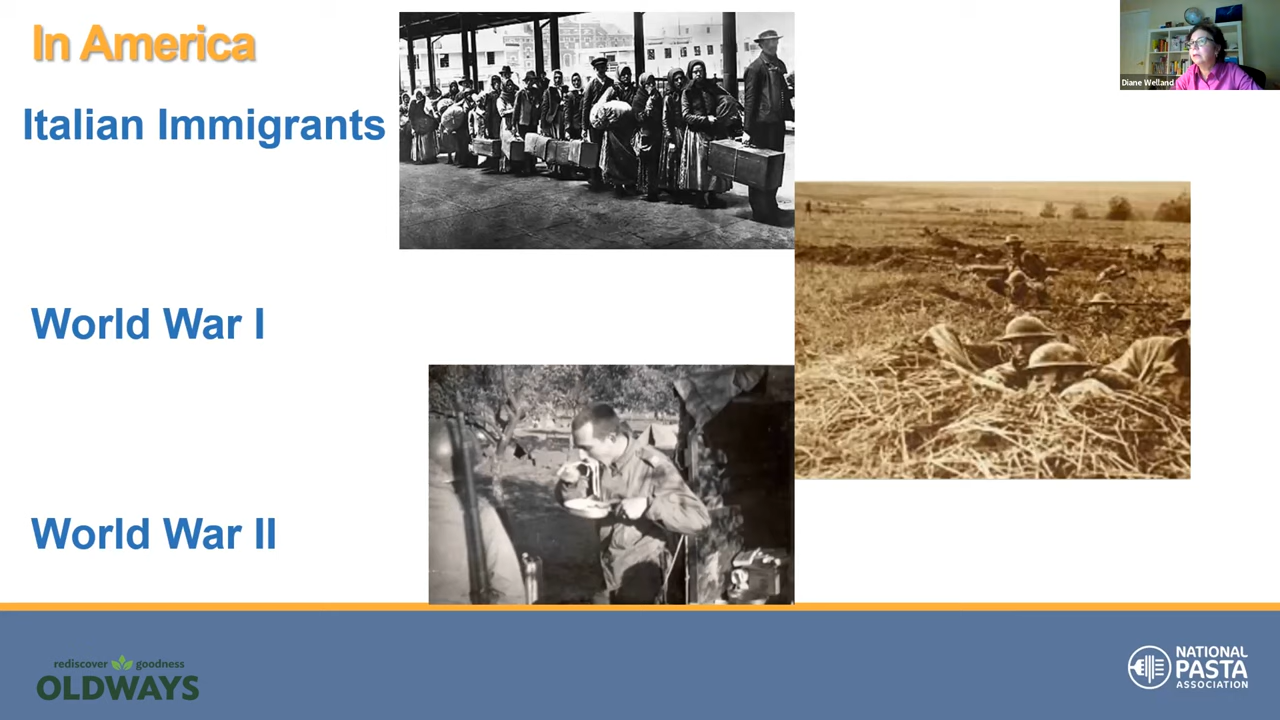 In America
Italian Immigrants
World War I
World War II
Diane Welland
rediscover goodness
OLDWAYS
NATIONAL
PASTA
ASSOCIATION